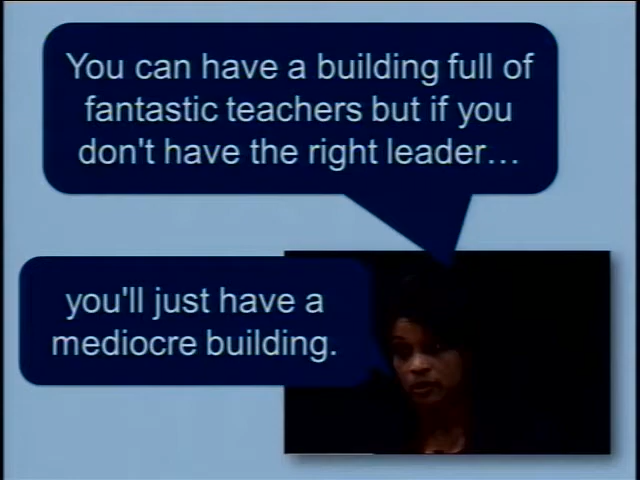 You can have a building full of
fantastic teachers but if you
don't have the right leader…
you'll just have a
mediocre building.